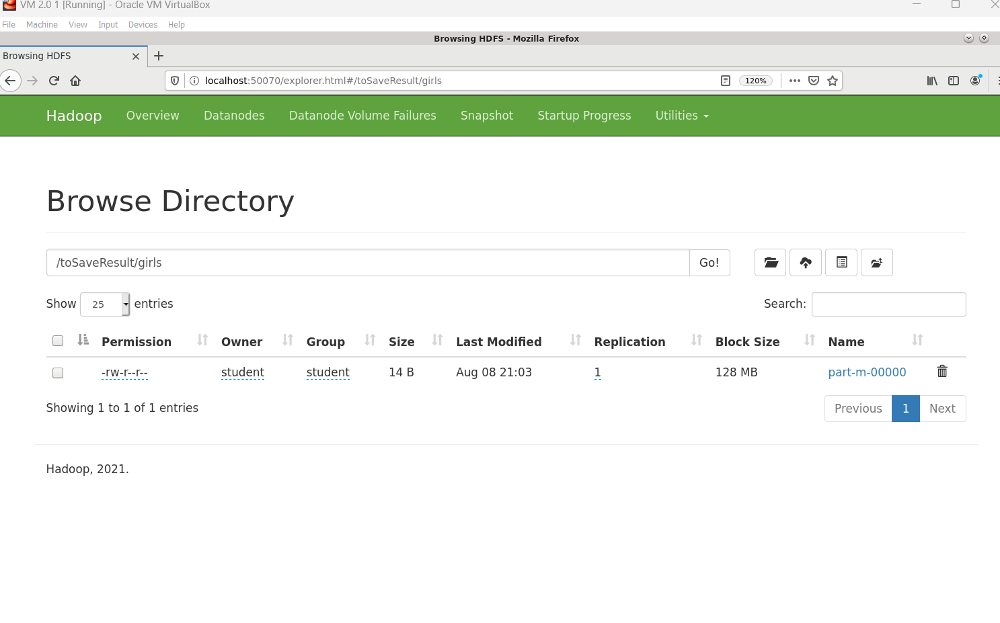 VM 2.0 1 [Running] - Oracle VM VirtualBox
File Machine View Input Devices Help
Browsing HDFS - Mozilla Firefox
Browsing HDFS
localhost:50070/explorer.html#/toSaveResult/girls 120%
Hadoop Overview Datanodes Datanode Volume Failures Snapshot Startup Progress Utilities
Browse Directory
/toSaveResult/girls Go!
Show 25 entries Search:
Permission Owner Group Size Last Modified Replication Block Size Name
-rw-r--r-- student student 14 B Aug 08 21:03 1 128 MB part-m-00000
Showing 1 to 1 of 1 entries Previous 1 Next
Hadoop, 2021.